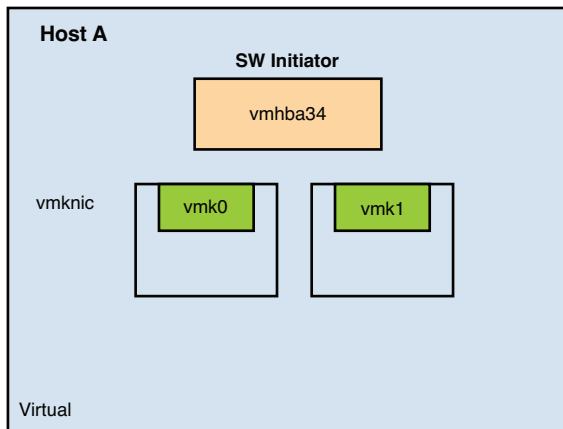 Host A
SW Initiator
vmhba34
vmknic
vmk0
vmk1
Virtual